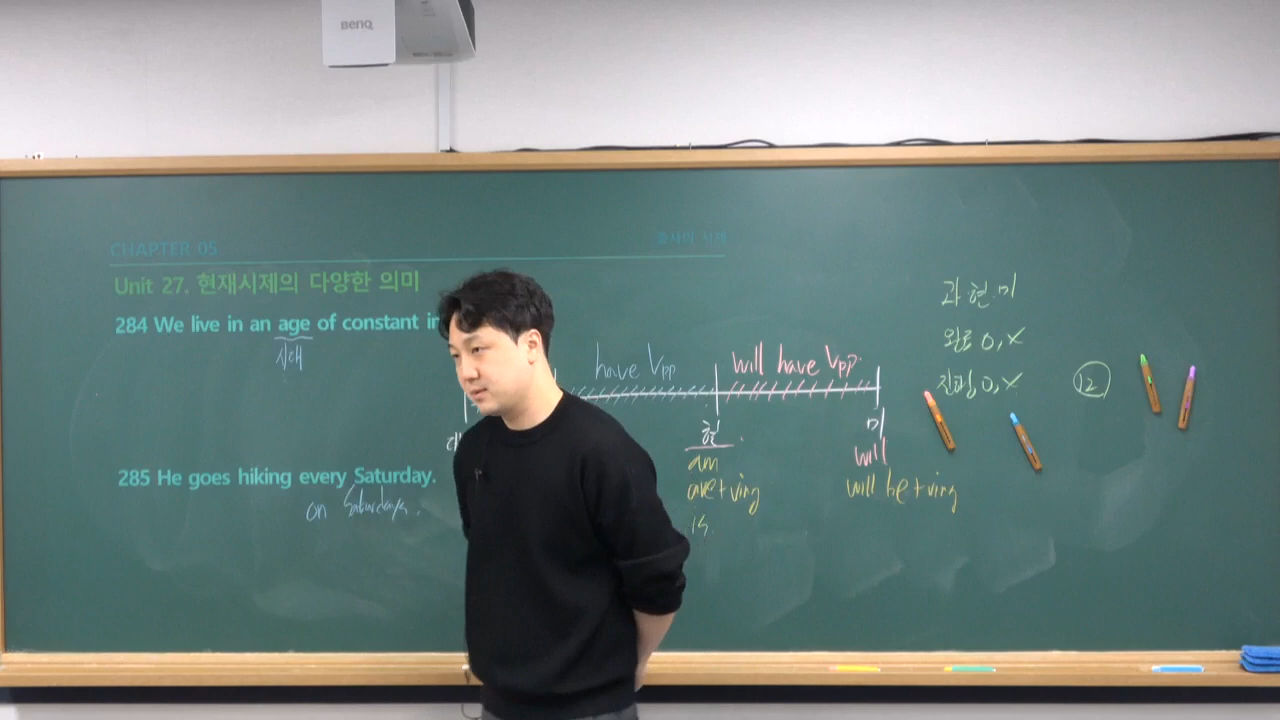 BenQ
CHAPTER 05
동사의 시제
Unit 27. 현재시제의 다양한 의미
284 We live in an age of constant in
시대
285 He goes hiking every Saturday.
on Saturdays.
have Vpp
will have Vpp.
대
현
미
am
are + ving
is
will
will be + ving
과 현 미
완료 O, X
진행 O, X
12